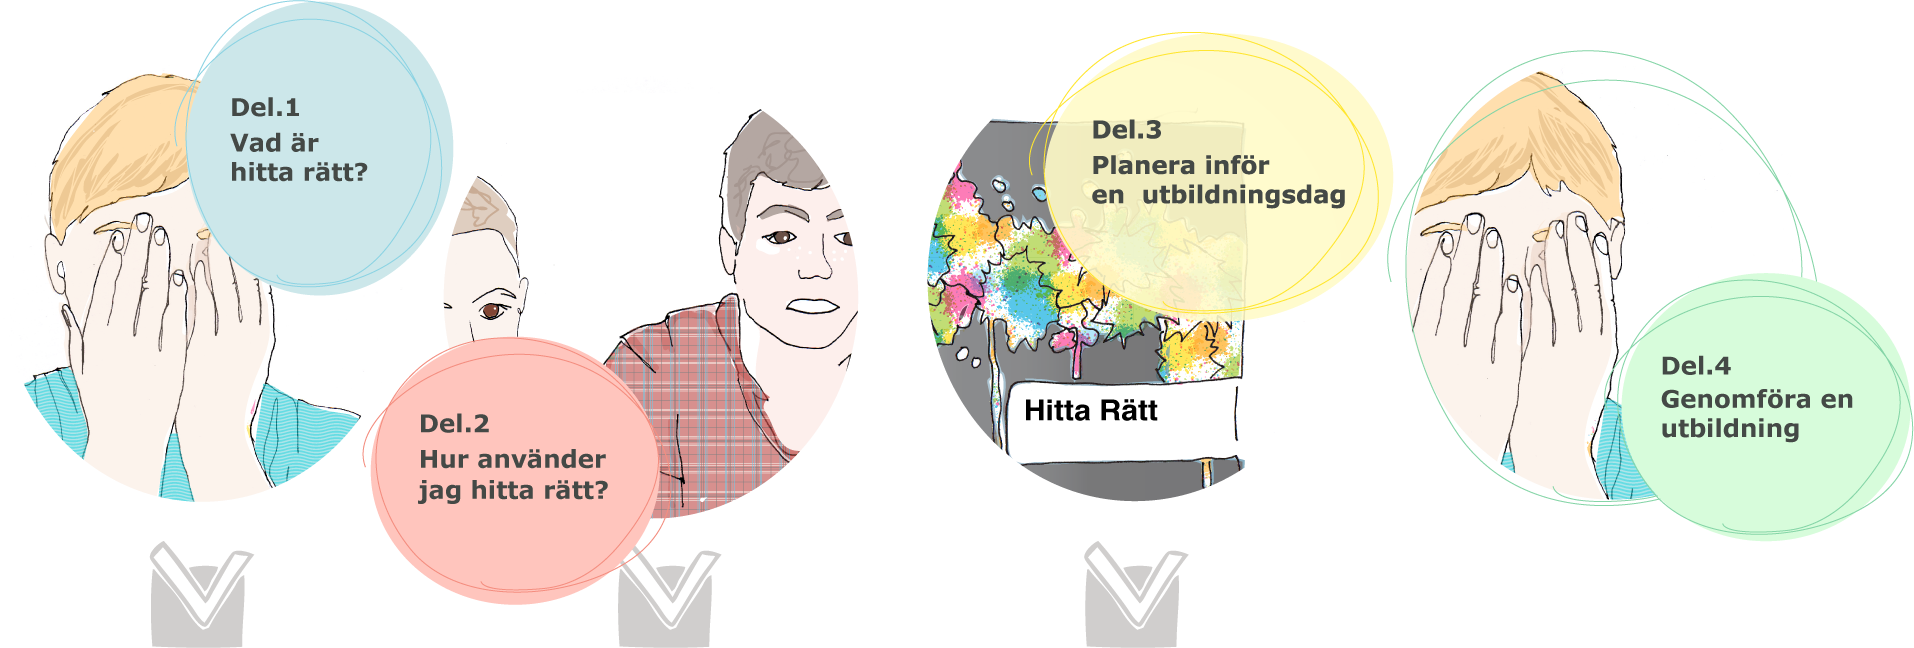 Del.1
Vad är
hitta rätt?
Del.2
Hur använder
jag hitta rätt?
Del.3
Planera inför
en utbildningsdag
Hitta Rätt
Del.4
Genomföra en
utbildning